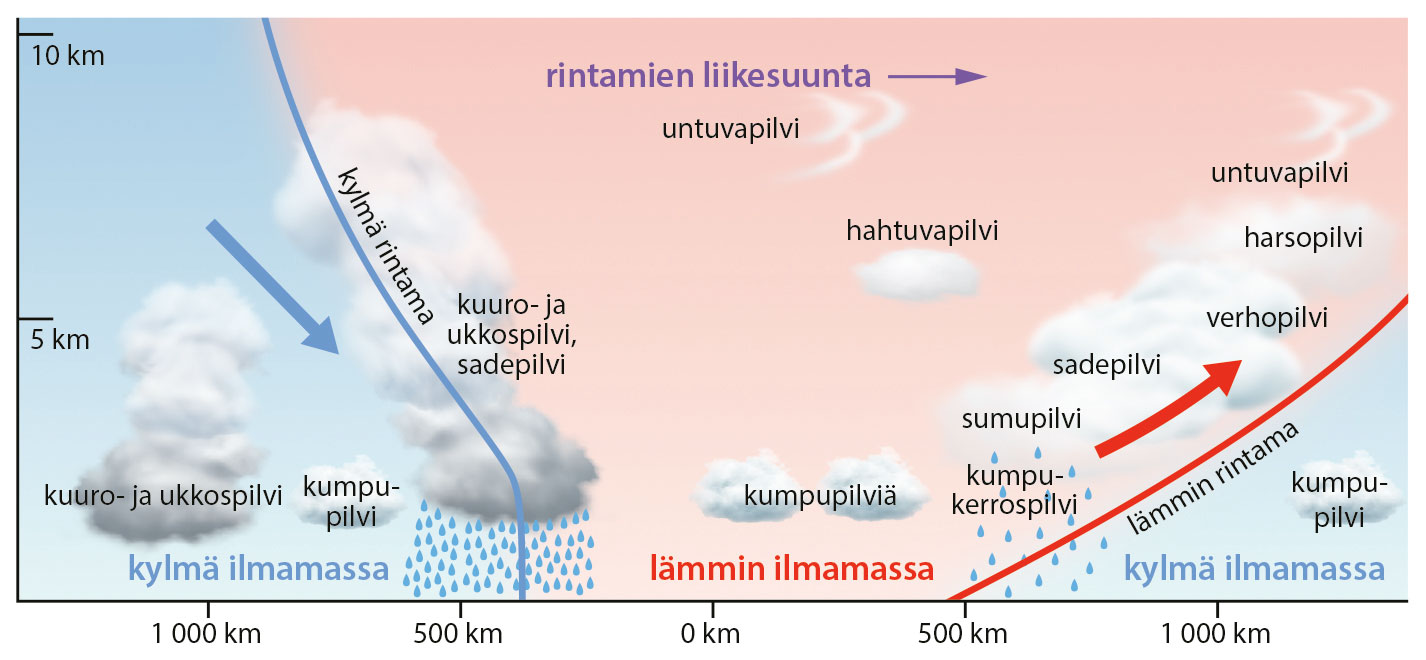 10 km
rintamien liikesuunta
untuvapilvi
untuvapilvi
kylmä rintama
hahtuvapilvi
harsopilvi
kuuro- ja
ukkospilvi,
sadepilvi
5 km
verhopilvi
sadepilvi
sumupilvi
lämmin rintama
kuuro- ja ukkospilvi
kumpu-
pilvi
kumpupilviä
kumpu-
kerrospilvi
kumpu-
pilvi
kylmä ilmamassa
lämmin ilmamassa
kylmä ilmamassa
1 000 km
500 km
0 km
500 km
1 000 km